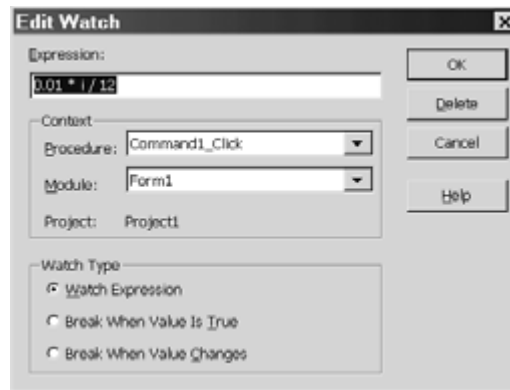 Edit Watch
Expression:
0.01 * i / 12
OK
Delete
Cancel
Help
Context
Procedure: Command1_Click
Module: Form1
Project: Project1
Watch Type
Watch Expression
Break When Value Is True
Break When Value Changes